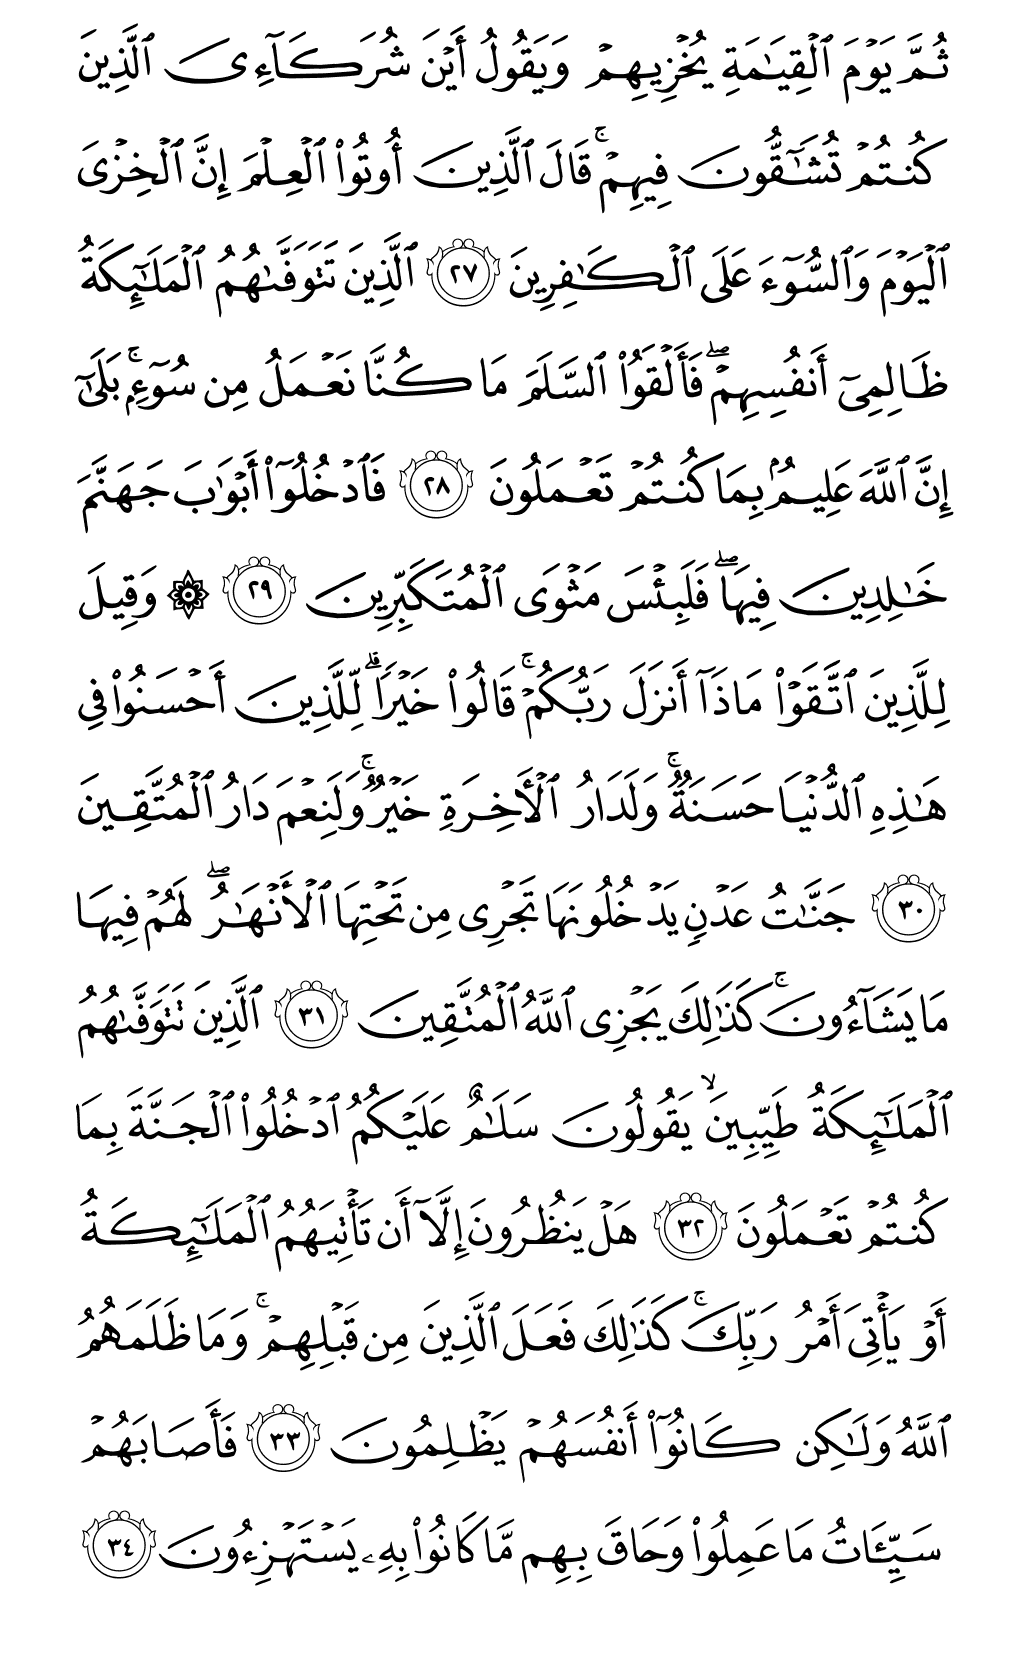 ثُمَّ يَوْمَ ٱلْقِيَـٰمَةِ يُخْزِيهِمْ وَيَقُولُ أَيْنَ شُرَكَآءِىَ ٱلَّذِينَ
كُنتُمْ تُشَـٰٓقُّونَ فِيهِمْ ۚ قَالَ ٱلَّذِينَ أُوتُوا۟ ٱلْعِلْمَ إِنَّ ٱلْخِزْىَ
ٱلْيَوْمَ وَٱلسُّوٓءَ عَلَى ٱلْكَـٰفِرِينَ ٢٧ ٱلَّذِينَ تَتَوَفَّىٰهُمُ ٱلْمَلَـٰٓئِكَةُ
ظَالِمِىٓ أَنفُسِهِمْ ۖ فَأَلْقَوُا۟ ٱلسَّلَمَ مَا كُنَّا نَعْمَلُ مِن سُوٓءٍۭ ۚ بَلَىٰٓ
إِنَّ ٱللَّهَ عَلِيمٌۢ بِمَا كُنتُمْ تَعْمَلُونَ ٢٨ فَٱدْخُلُوٓا۟ أَبْوَٰبَ جَهَنَّمَ
خَـٰلِدِينَ فِيهَا ۖ فَلَبِئْسَ مَثْوَى ٱلْمُتَكَبِّرِينَ ٢٩ ۞ وَقِيلَ
لِلَّذِينَ ٱتَّقَوْا۟ مَاذَآ أَنزَلَ رَبُّكُمْ ۚ قَالُوا۟ خَيْرًا ۗ لِّلَّذِينَ أَحْسَنُوا۟ فِى
هَـٰذِهِ ٱلدُّنْيَا حَسَنَةٌ ۚ وَلَدَارُ ٱلْـَٔاخِرَةِ خَيْرٌ ۚ وَلَنِعْمَ دَارُ ٱلْمُتَّقِينَ
٣٠ جَنَّـٰتُ عَدْنٍ يَدْخُلُونَهَا تَجْرِى مِن تَحْتِهَا ٱلْأَنْهَـٰرُ ۖ لَهُمْ فِيهَا
مَا يَشَآءُونَ ۚ كَذَٰلِكَ يَجْزِى ٱللَّهُ ٱلْمُتَّقِينَ ٣١ ٱلَّذِينَ تَتَوَفَّىٰهُمُ
ٱلْمَلَـٰٓئِكَةُ طَيِّبِينَ ۙ يَقُولُونَ سَلَـٰمٌ عَلَيْكُمُ ٱدْخُلُوا۟ ٱلْجَنَّةَ بِمَا
كُنتُمْ تَعْمَلُونَ ٣٢ هَلْ يَنظُرُونَ إِلَّآ أَن تَأْتِيَهُمُ ٱلْمَلَـٰٓئِكَةُ
أَوْ يَأْتِىَ أَمْرُ رَبِّكَ ۚ كَذَٰلِكَ فَعَلَ ٱلَّذِينَ مِن قَبْلِهِمْ ۚ وَمَا ظَلَمَهُمُ
ٱللَّهُ وَلَـٰكِن كَانُوٓا۟ أَنفُسَهُمْ يَظْلِمُونَ ٣٣ فَأَصَابَهُمْ
سَيِّـَٔاتُ مَا عَمِلُوا۟ وَحَاقَ بِهِم مَّا كَانُوا۟ بِهِۦ يَسْتَهْزِءُونَ ٣٤